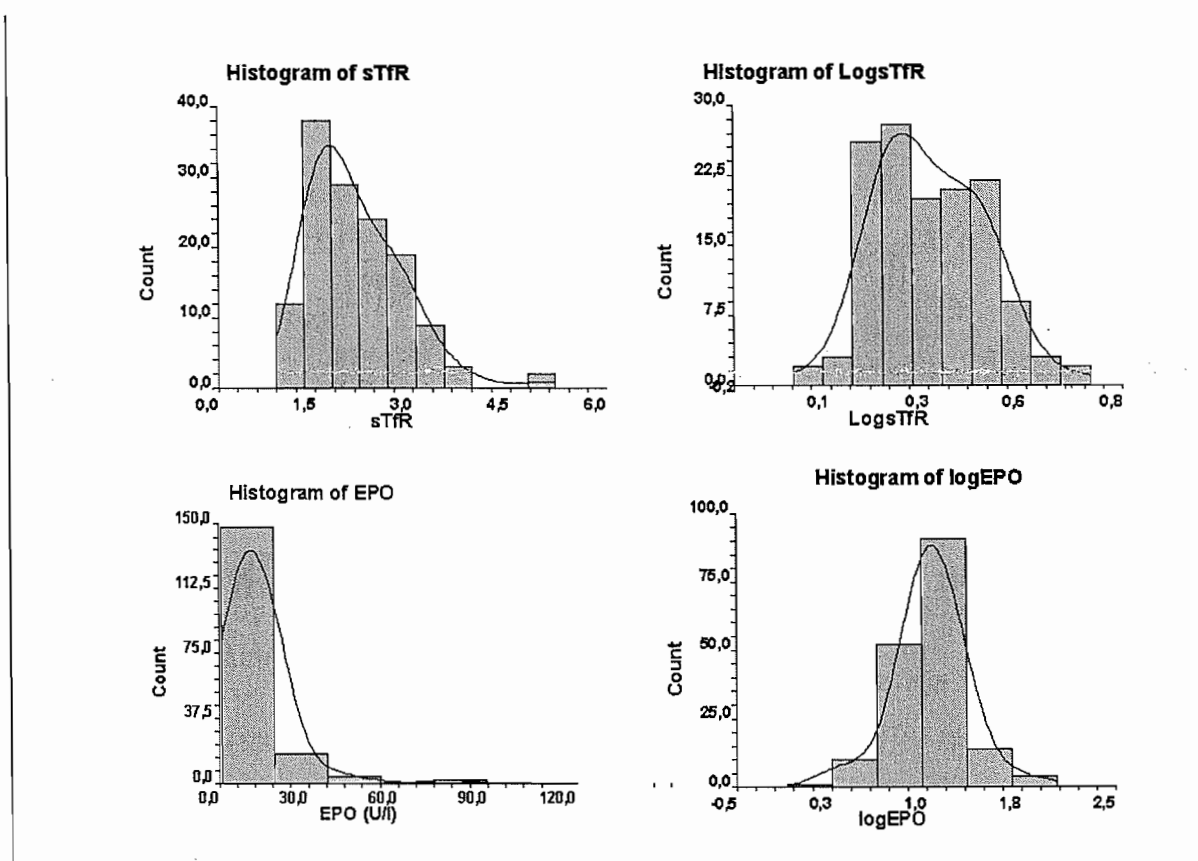 Histogram of sTfR
40,0
30,0
20,0
10,0
0,0
Count
0,0 1,5 3,0 4,5 6,0
sTfR
Histogram of LogsTfR
30,0
22,5
15,0
7,5
0,0
Count
-0,2 0,1 0,3 0,6 0,8
LogsTfR
Histogram of EPO
150,0
112,5
75,0
37,5
0,0
Count
0,0 30,0 60,0 90,0 120,0
EPO (U/l)
Histogram of logEPO
100,0
75,0
50,0
25,0
0,0
Count
-0,5 0,3 1,0 1,8 2,5
logEPO